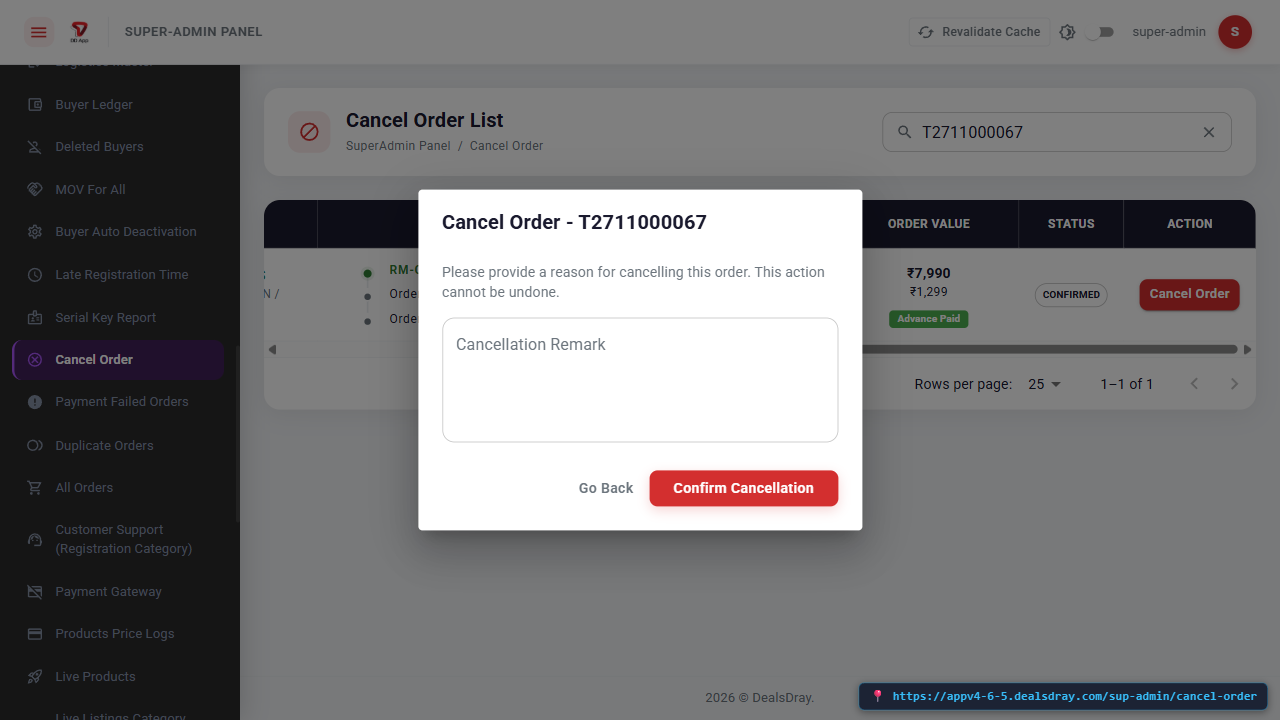 SUPER-ADMIN PANEL
Revalidate Cache
super-admin
S
Buyer Ledger
Deleted Buyers
MOV For All
Buyer Auto Deactivation
Late Registration Time
Serial Key Report
Cancel Order
Payment Failed Orders
Duplicate Orders
All Orders
Customer Support
(Registration Category)
Payment Gateway
Products Price Logs
Live Products
Live Listings Category
Cancel Order List
SuperAdmin Panel / Cancel Order
T2711000067
ORDER VALUE
STATUS
ACTION
N /
₹7,990
₹1,299
Advance Paid
CONFIRMED
Cancel Order
Rows per page:
25
1–1 of 1
Cancel Order - T2711000067
Please provide a reason for cancelling this order. This action
cannot be undone.
Cancellation Remark
Go Back
Confirm Cancellation
2026 © DealsDray.
https://appv4-6-5.dealsdray.com/sup-admin/cancel-order